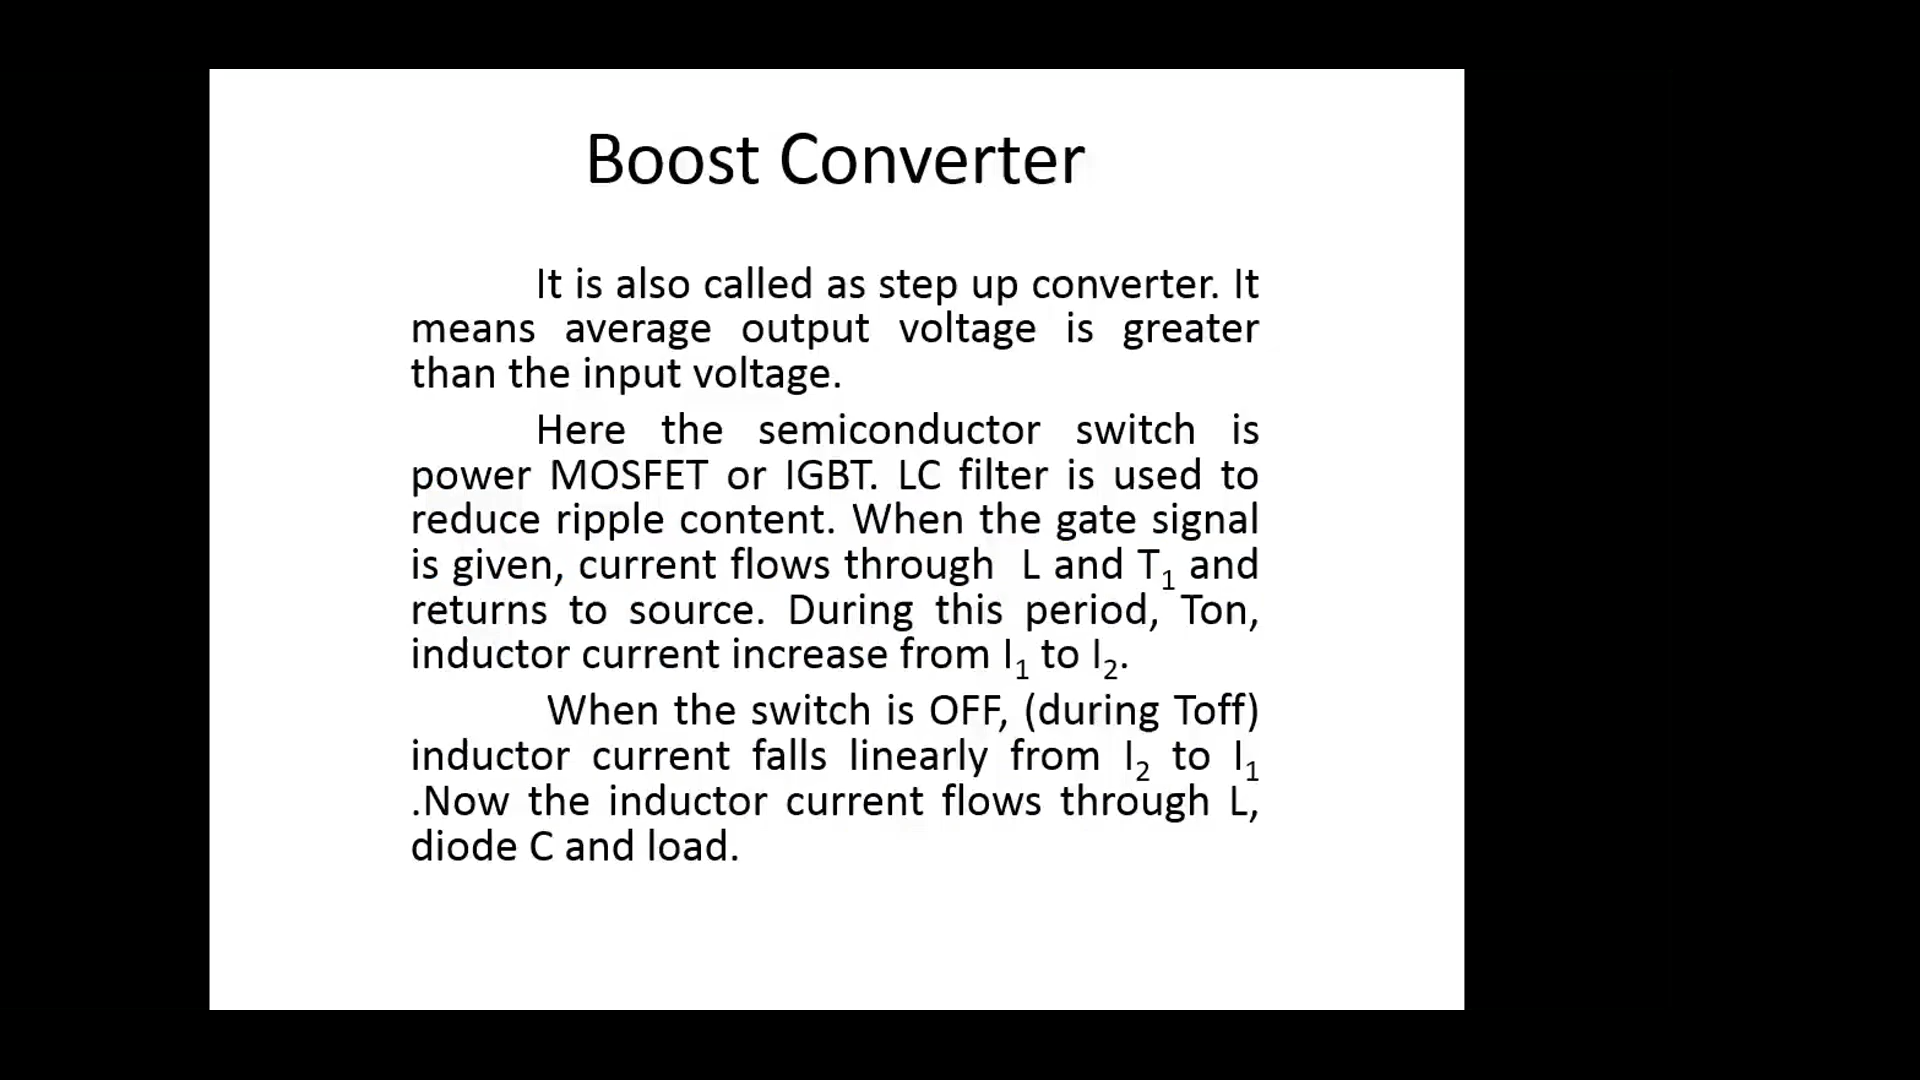 Boost Converter
It is also called as step up converter. It
means average output voltage is greater
than the input voltage.
Here the semiconductor switch is
power MOSFET or IGBT. LC filter is used to
reduce ripple content. When the gate signal
is given, current flows through L and T₁ and
returns to source. During this period, Ton,
inductor current increase from I₁ to I₂.
When the switch is OFF, (during Toff)
inductor current falls linearly from I₂ to I₁
.Now the inductor current flows through L,
diode C and load.